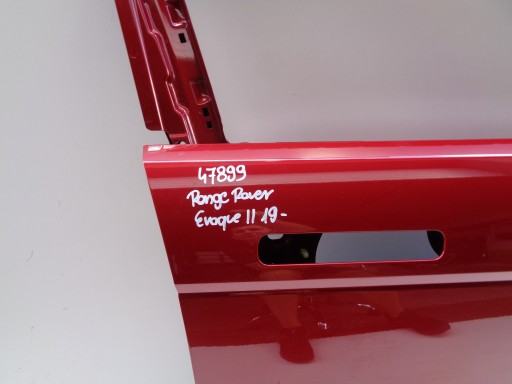 47899
Range Rover
Evoque II 19-